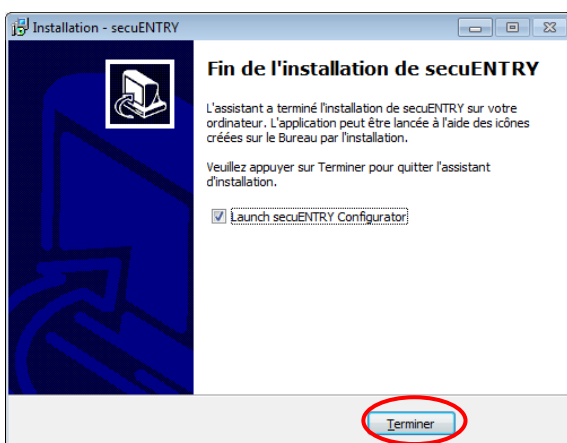 Installation - secuENTRY
Fin de l'installation de secuENTRY
L'assistant a terminé l'installation de secuENTRY sur votre
ordinateur. L'application peut être lancée à l'aide des icônes
créées sur le Bureau par l'installation.
Veuillez appuyer sur Terminer pour quitter l'assistant
d'installation.
Launch secuENTRY Configurator
Terminer